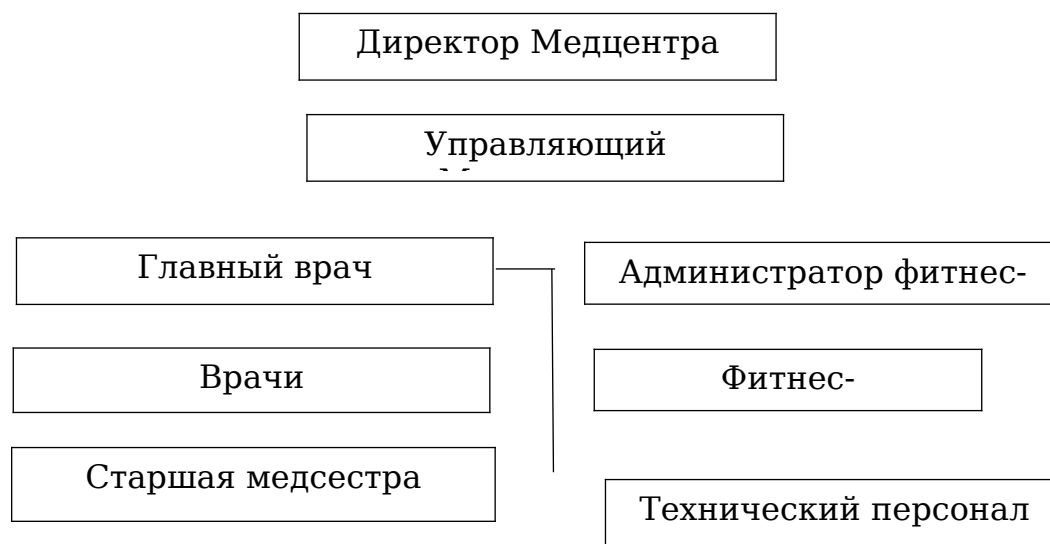 Директор Медцентра
Управляющий
Главный врач
Администратор фитнес-
Врачи
Фитнес-
Старшая медсестра
Технический персонал